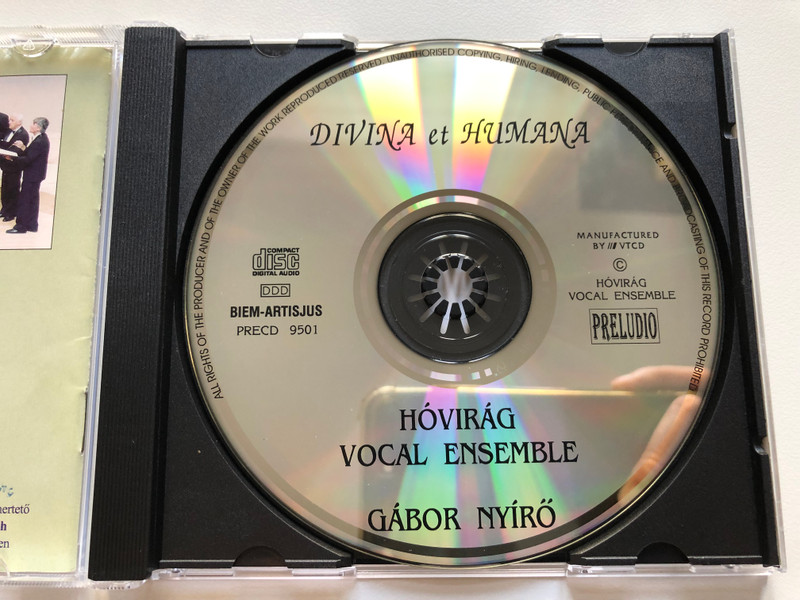 DIVINA et HUMANA
ALL RIGHTS OF THE PRODUCER AND OF THE OWNER OF THE WORK REPRODUCED RESERVED. UNAUTHORISED COPYING, HIRING, LENDING, PUBLIC PERFORMANCE AND BROADCASTING OF THIS RECORD PROHIBITED
COMPACT
disc
DIGITAL AUDIO
DDD
BIEM-ARTISJUS
PRECD 9501
MANUFACTURED
BY VTCD
©
HÓVIRÁG
VOCAL ENSEMBLE
PRELUDIO
HÓVIRÁG
VOCAL ENSEMBLE
GÁBOR NYÍRŐ